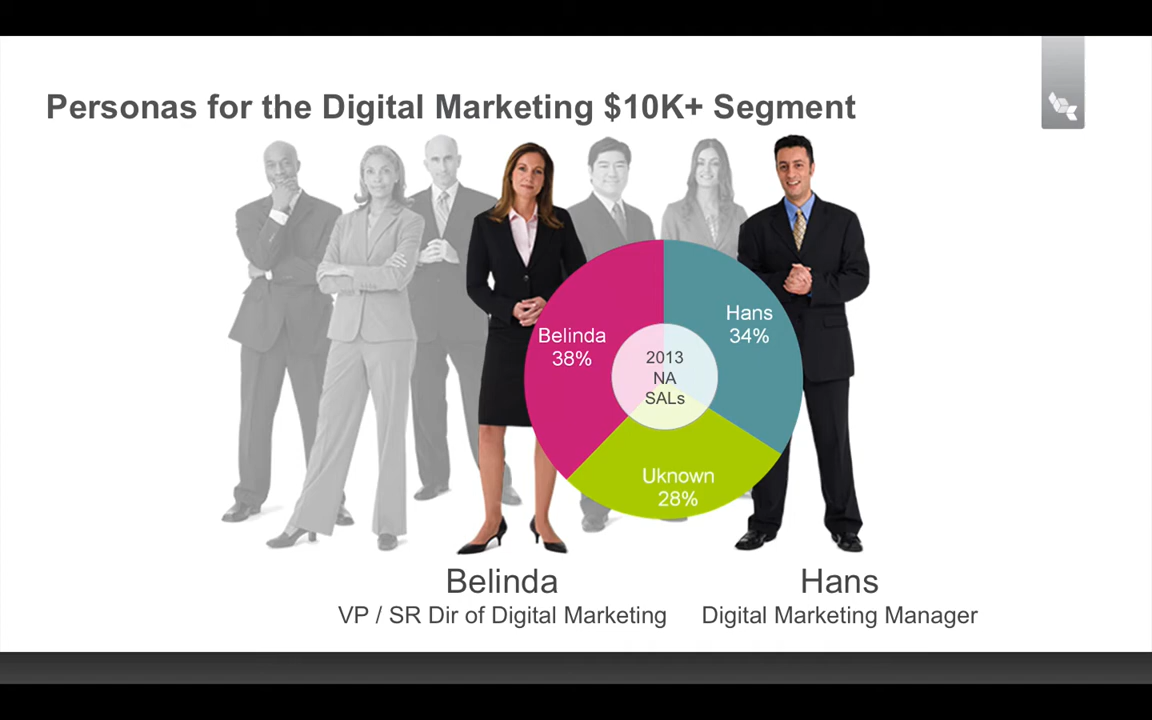 Personas for the Digital Marketing $10K+ Segment
Hans
34%
Belinda
38%
2013
NA
SALs
Uknown
28%
Belinda
VP / SR Dir of Digital Marketing
Hans
Digital Marketing Manager